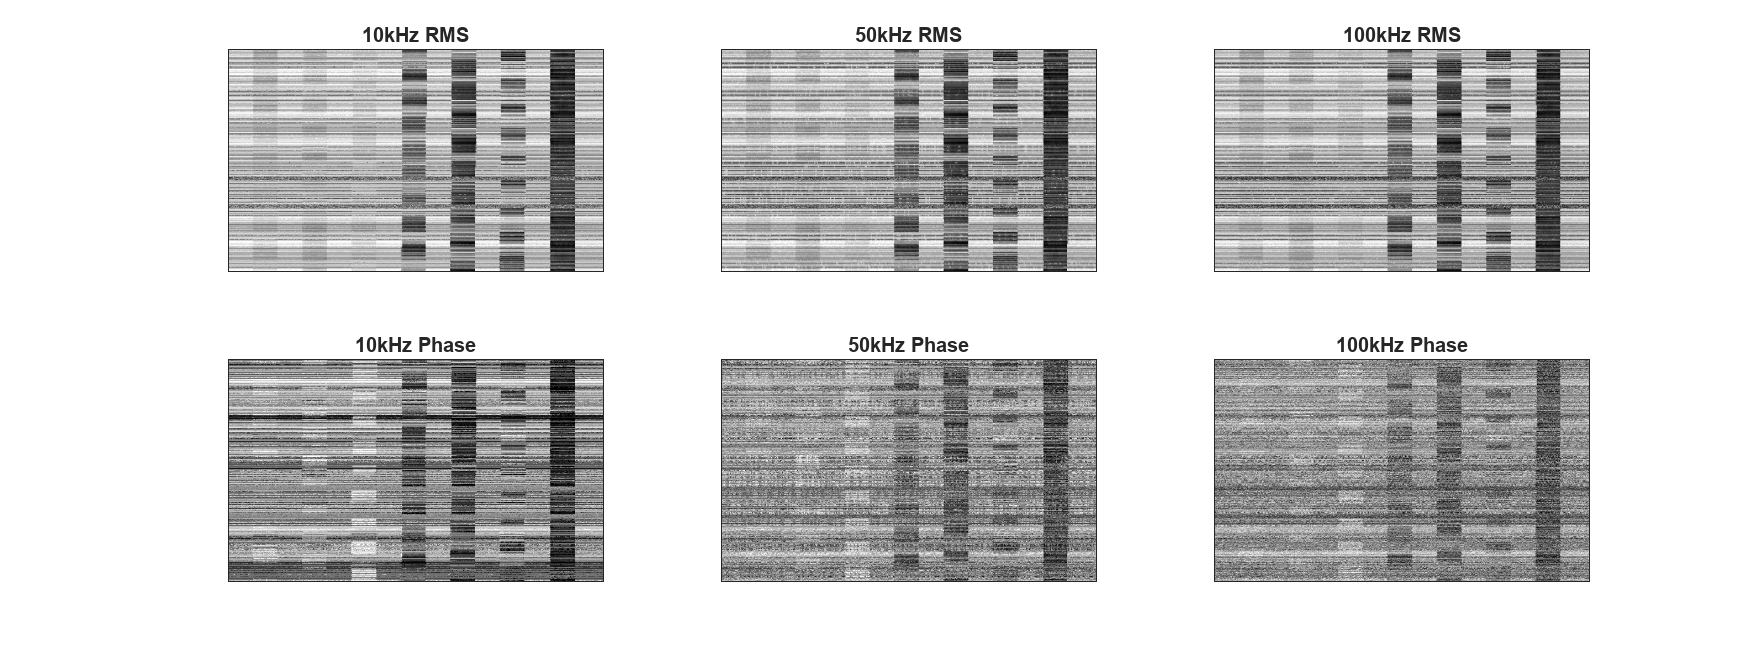 10kHz RMS
50kHz RMS
100kHz RMS
10kHz Phase
50kHz Phase
100kHz Phase